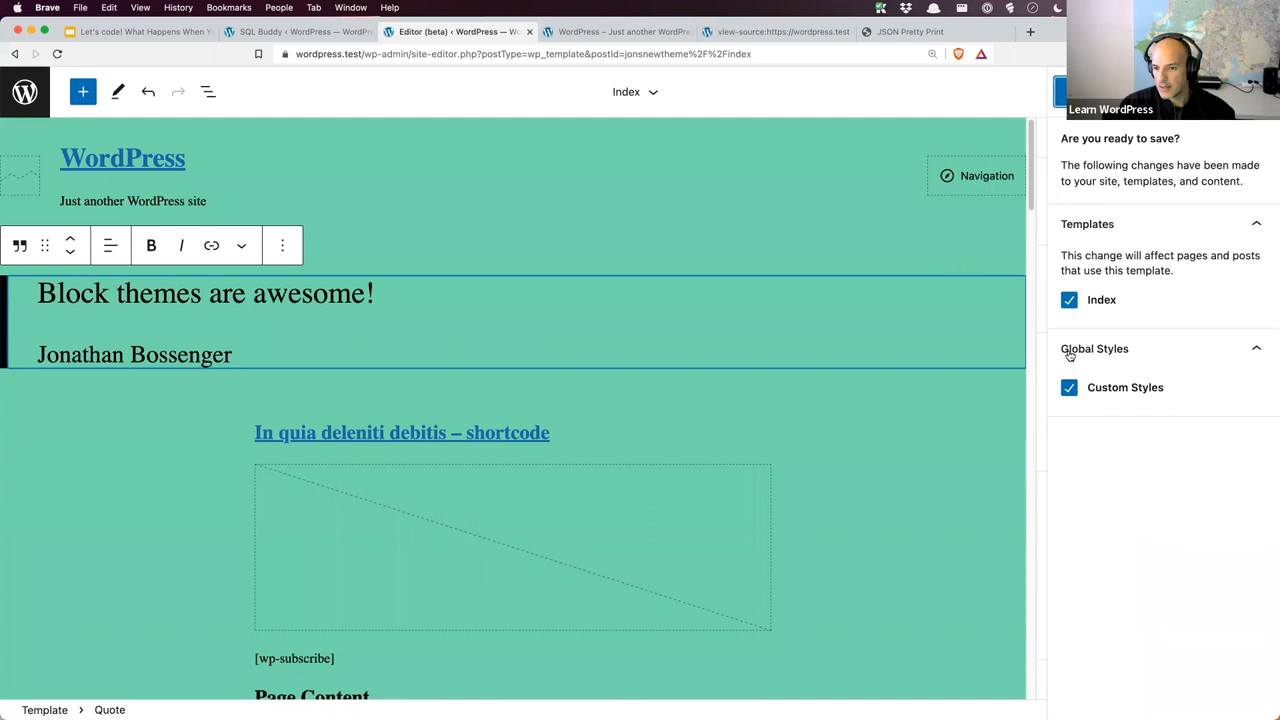 Brave File Edit View History Bookmarks People Tab Window Help
Let's code! What Happens When Y
SQL Buddy ‹ WordPress — WordPr
Editor (beta) ‹ WordPress — W
WordPress – Just another WordPre
view-source:https://wordpress.test
JSON Pretty Print
wordpress.test/wp-admin/site-editor.php?postType=wp_template&postId=jonsnewtheme%2F%2Findex
Index
Learn WordPress
Are you ready to save?
The following changes have been made
to your site, templates, and content.
WordPress
Just another WordPress site
Navigation
Templates
This change will affect pages and posts
that use this template.
Index
B I
Block themes are awesome!
Jonathan Bossenger
Global Styles
Custom Styles
In quia deleniti debitis – shortcode
[wp-subscribe]
Page Content
Template › Quote